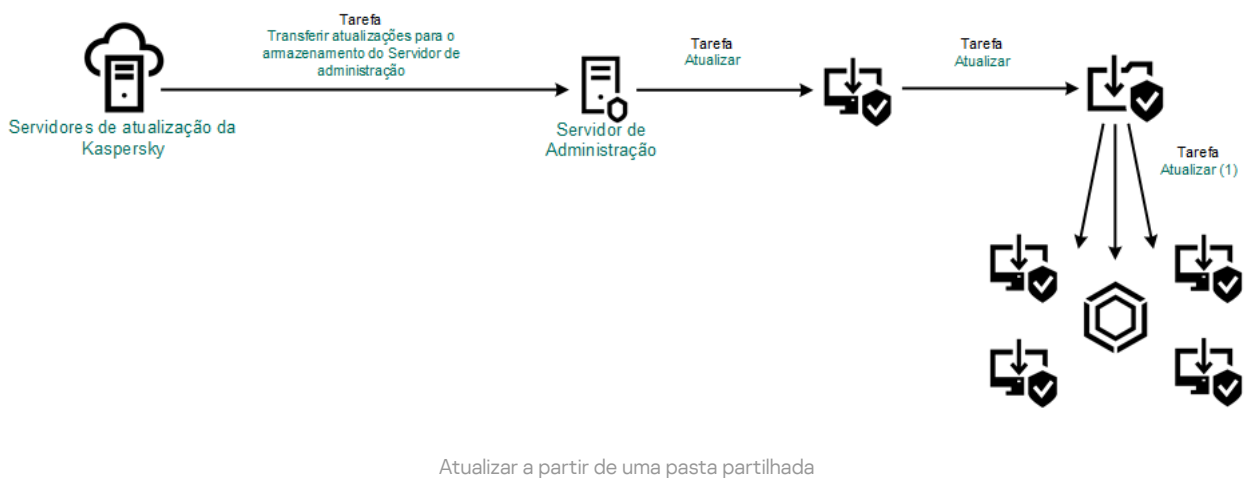 Tarefa
Transferir atualizações para o
armazenamento do Servidor de
administração
Servidores de atualização da
Kaspersky
Tarefa
Atualizar
Servidor de
Administração
Tarefa
Atualizar
Tarefa
Atualizar (1)
Atualizar a partir de uma pasta partilhada